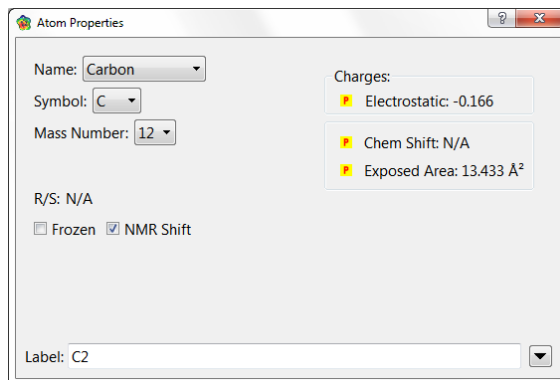 Atom Properties
?
Name: Carbon
Symbol: C
Mass Number: 12
R/S: N/A
Frozen NMR Shift
Charges:
P Electrostatic: -0.166
P Chem Shift: N/A
P Exposed Area: 13.433 Å²
Label: C2